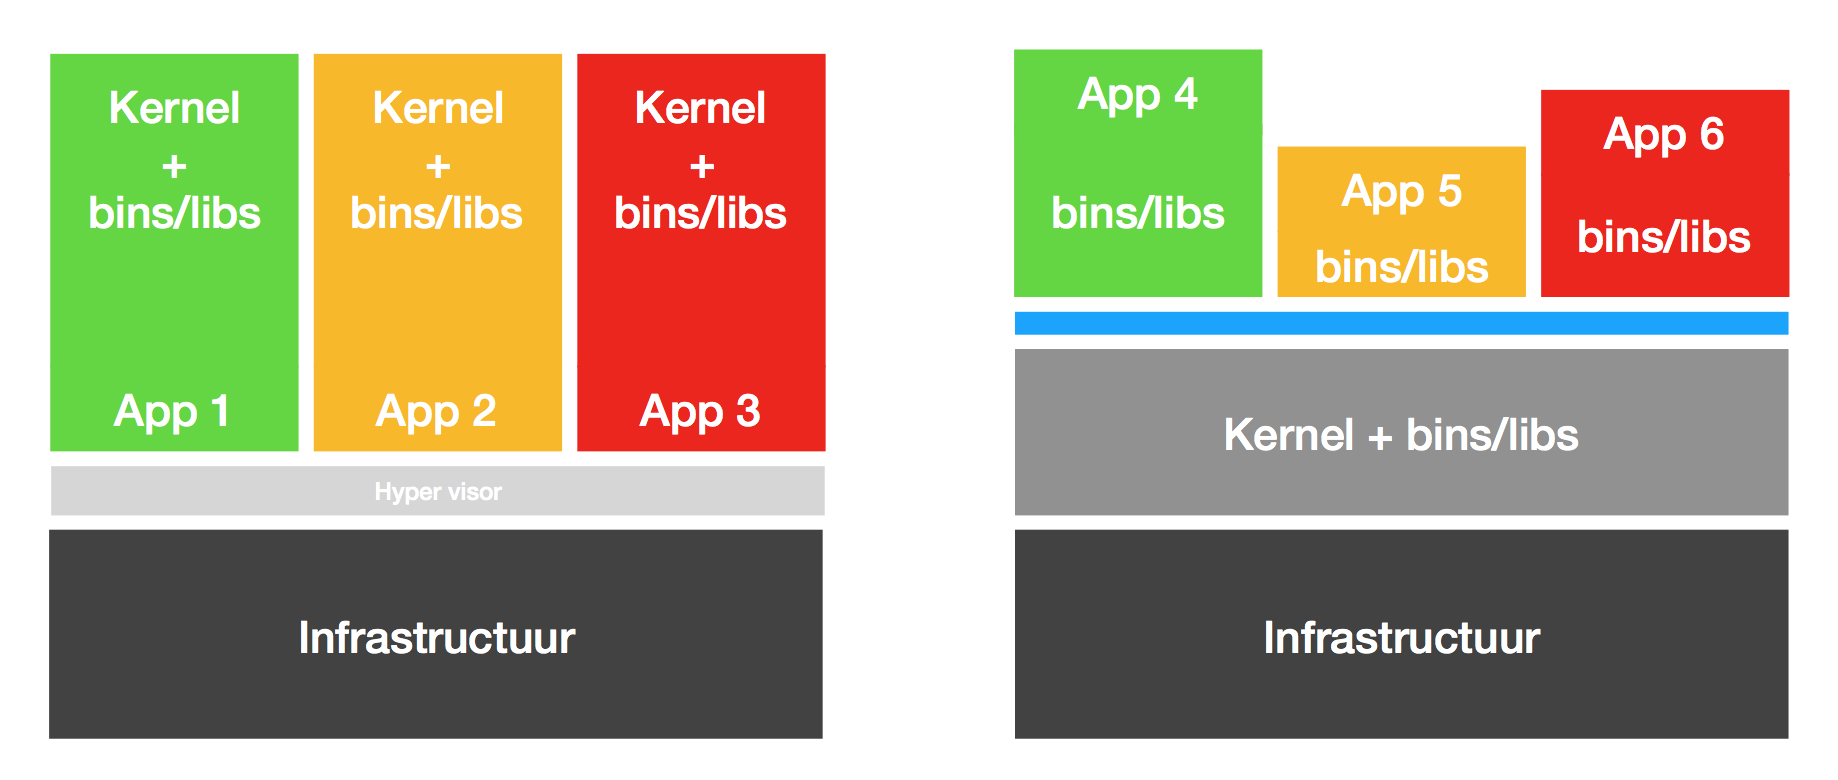 Kernel
+
bins/libs
App 1
Kernel
+
bins/libs
App 2
Kernel
+
bins/libs
App 3
Hyper visor
Infrastructuur
App 4
bins/libs
App 5
bins/libs
App 6
bins/libs
Kernel + bins/libs
Infrastructuur